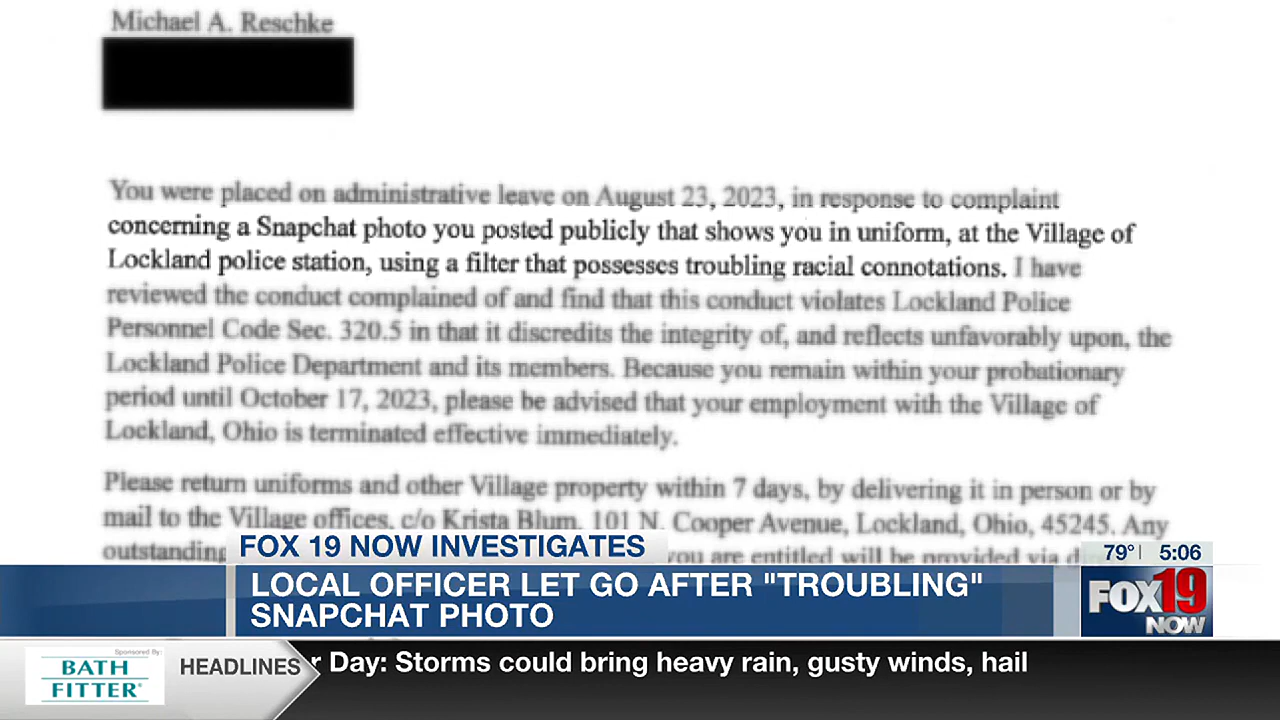 Michael A. Reschke
You were placed on administrative leave on August 23, 2023, in response to complaint
concerning a Snapchat photo you posted publicly that shows you in uniform, at the Village of
Lockland police station, using a filter that possesses troubling racial connotations. I have
reviewed the conduct complained of and find that this conduct violates Lockland Police
Personnel Code Sec. 320.5 in that it discredits the integrity of, and reflects unfavorably upon, the
Lockland Police Department and its members. Because you remain within your probationary
period until October 17, 2023, please be advised that your employment with the Village of
Lockland, Ohio is terminated effective immediately.
Please return uniforms and other Village property within 7 days, by delivering it in person or by
mail to the Village offices, c/o Krista Blum, 101 N. Cooper Avenue, Lockland, Ohio, 45245. Any
outstanding you are entitled will be provided via
FOX 19 NOW INVESTIGATES
LOCAL OFFICER LET GO AFTER "TROUBLING"
SNAPCHAT PHOTO
79° 5:06
FOX19
NOW
Sponsored By:
BATH
FITTER®
HEADLINES
r Day: Storms could bring heavy rain, gusty winds, hail